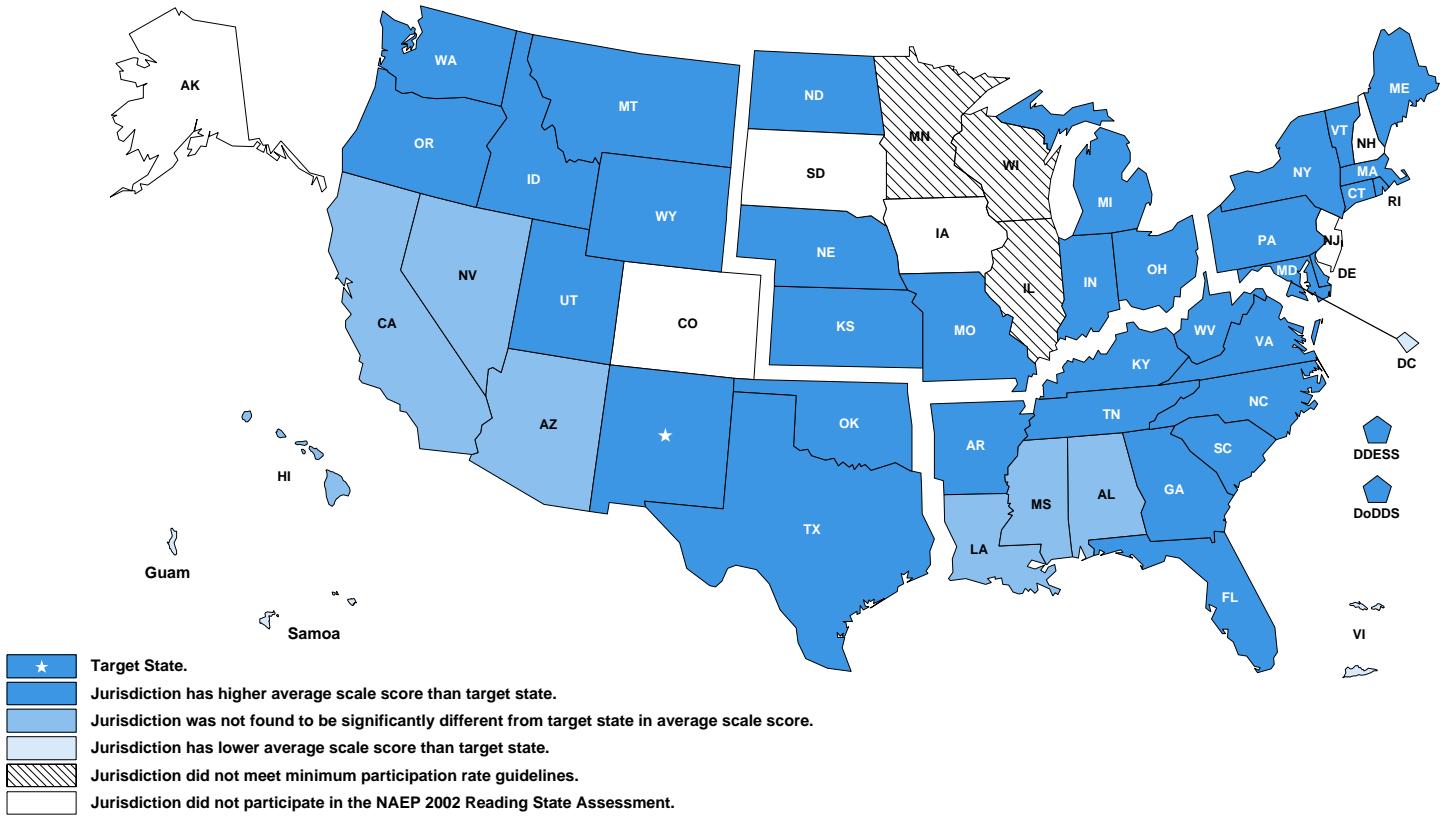 WA
MT
ND
ME
AK
OR
MN
VT
NH
ID
SD
WI
NY
MA
CT
RI
WY
MI
IA
NE
PA
NJ
NV
UT
IN
OH
MD
DE
IL
CA
CO
KS
MO
WV
VA
KY
DC
AZ
OK
TN
NC
AR
SC
DDESS
HI
MS
AL
GA
DoDDS
TX
LA
Guam
FL
Samoa
VI
Target State.
Jurisdiction has higher average scale score than target state.
Jurisdiction was not found to be significantly different from target state in average scale score.
Jurisdiction has lower average scale score than target state.
Jurisdiction did not meet minimum participation rate guidelines.
Jurisdiction did not participate in the NAEP 2002 Reading State Assessment.